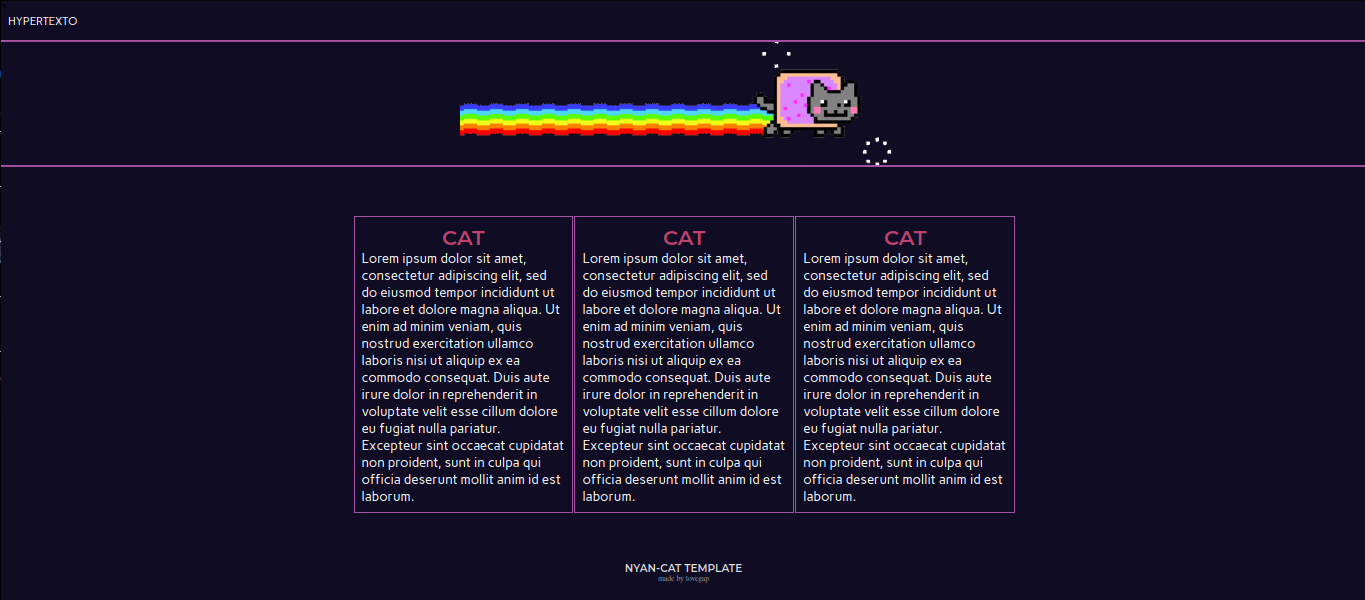 HYPERTEXTO
CAT
Lorem ipsum dolor sit amet,
consectetur adipiscing elit, sed
do eiusmod tempor incididunt ut
labore et dolore magna aliqua. Ut
enim ad minim veniam, quis
nostrud exercitation ullamco
laboris nisi ut aliquip ex ea
commodo consequat. Duis aute
irure dolor in reprehenderit in
voluptate velit esse cillum dolore
eu fugiat nulla pariatur.
Excepteur sint occaecat cupidatat
non proident, sunt in culpa qui
officia deserunt mollit anim id est
laborum.
CAT
Lorem ipsum dolor sit amet,
consectetur adipiscing elit, sed
do eiusmod tempor incididunt ut
labore et dolore magna aliqua. Ut
enim ad minim veniam, quis
nostrud exercitation ullamco
laboris nisi ut aliquip ex ea
commodo consequat. Duis aute
irure dolor in reprehenderit in
voluptate velit esse cillum dolore
eu fugiat nulla pariatur.
Excepteur sint occaecat cupidatat
non proident, sunt in culpa qui
officia deserunt mollit anim id est
laborum.
CAT
Lorem ipsum dolor sit amet,
consectetur adipiscing elit, sed
do eiusmod tempor incididunt ut
labore et dolore magna aliqua. Ut
enim ad minim veniam, quis
nostrud exercitation ullamco
laboris nisi ut aliquip ex ea
commodo consequat. Duis aute
irure dolor in reprehenderit in
voluptate velit esse cillum dolore
eu fugiat nulla pariatur.
Excepteur sint occaecat cupidatat
non proident, sunt in culpa qui
officia deserunt mollit anim id est
laborum.
NYAN-CAT TEMPLATE
made by lovegap